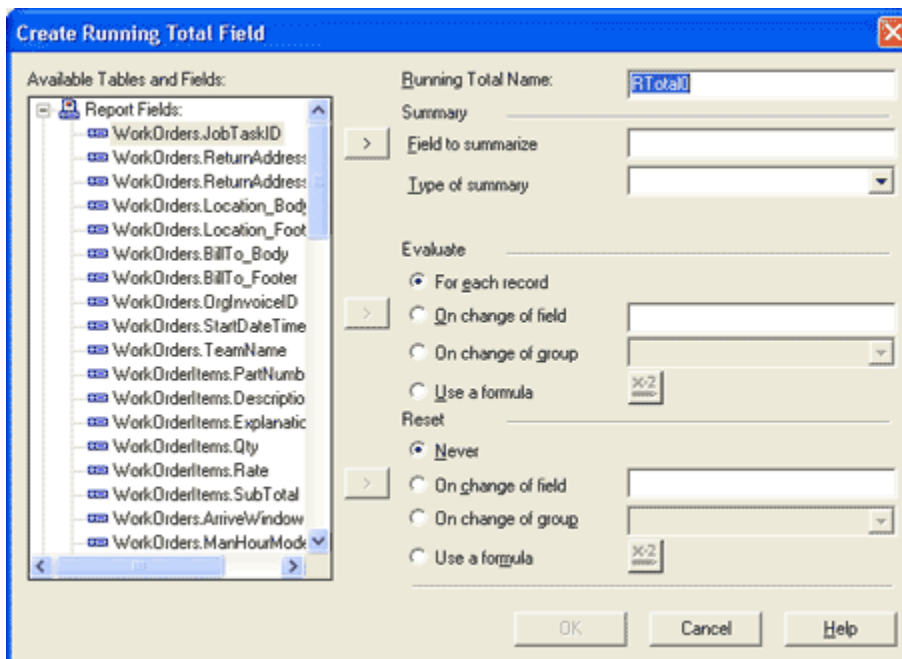 Create Running Total Field
Available Tables and Fields:
Report Fields:
WorkOrders.JobTaskID
WorkOrders.ReturnAddress
WorkOrders.ReturnAddress
WorkOrders.Location_Body
WorkOrders.Location_Foot
WorkOrders.BillTo_Body
WorkOrders.BillTo_Footer
WorkOrders.OrgInvoiceID
WorkOrders.StartDateTime
WorkOrders.TeamName
WorkOrderItems.PartNumb
WorkOrderItems.Descriptio
WorkOrderItems.Explanatic
WorkOrderItems.Qty
WorkOrderItems.Rate
WorkOrderItems.SubTotal
WorkOrders.ArriveWindow
WorkOrders.ManHourMode
>
>
>
Running Total Name:
RTotal0
Summary
Field to summarize
Type of summary
Evaluate
For each record
On change of field
On change of group
Use a formula
x·2
Reset
Never
On change of field
On change of group
Use a formula
x·2
OK
Cancel
Help